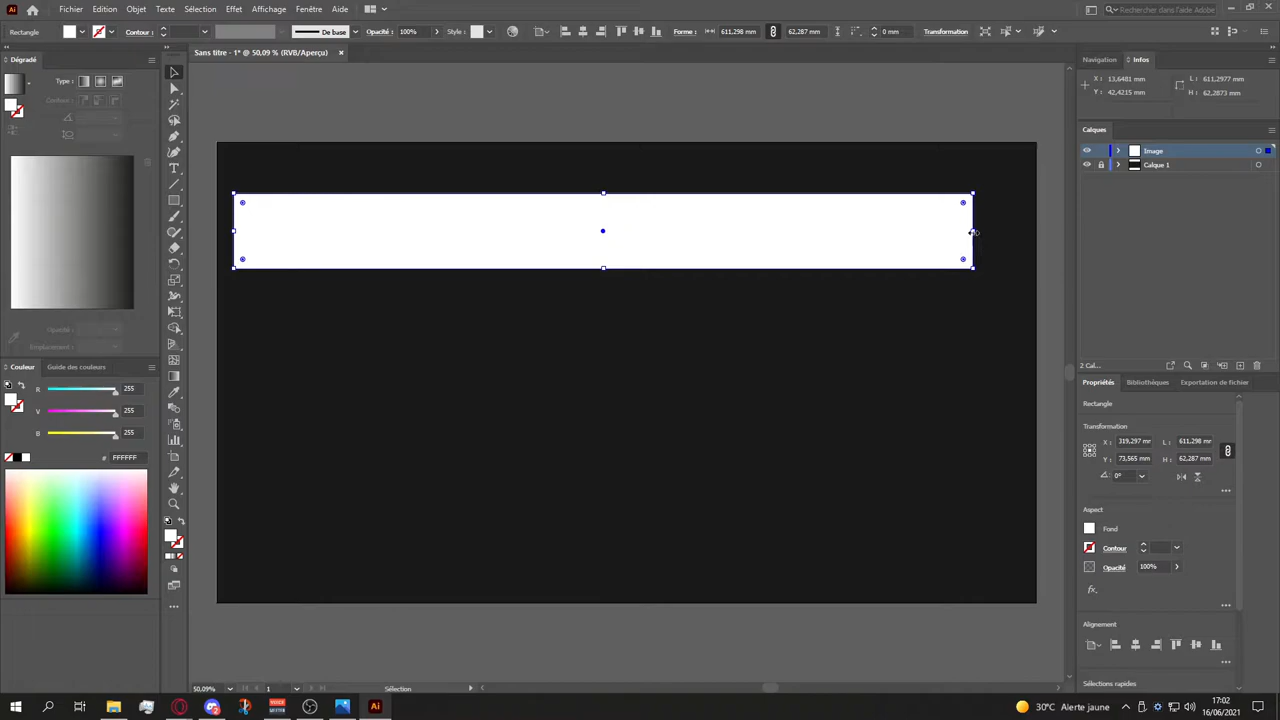 Ai Fichier Edition Objet Texte Sélection Effet Affichage Fenêtre Aide
Rechercher dans l'aide Adobe
Rectangle Contour : De base Opacité : 100% Style : Forme : 611,298 mm 62,287 mm 0 mm Transformation
Dégradé
Sans titre - 1* @ 50,09 % (RVB/Aperçu) ×
Navigation Infos
Type :
Contour :
X : 13,6481 mm L : 611,2977 mm
Y : 42,4215 mm H : 62,2873 mm
Calques
Image
Calque 1
Opacité :
Emplacement :
2 Cal...
Couleur Guide des couleurs
Propriétés Bibliothèques Exportation de fichier
R 255
V 255
B 255
# FFFFFF
Rectangle
Transformation
X : 319,297 mm L : 611,298 mm
Y : 73,565 mm H : 62,287 mm
0°
Aspect
Fond
Contour
Opacité 100%
fx.
Alignement
Sélections rapides
50,09% 1 Sélection
Ai 30°C Alerte jaune 17:02
16/06/2021